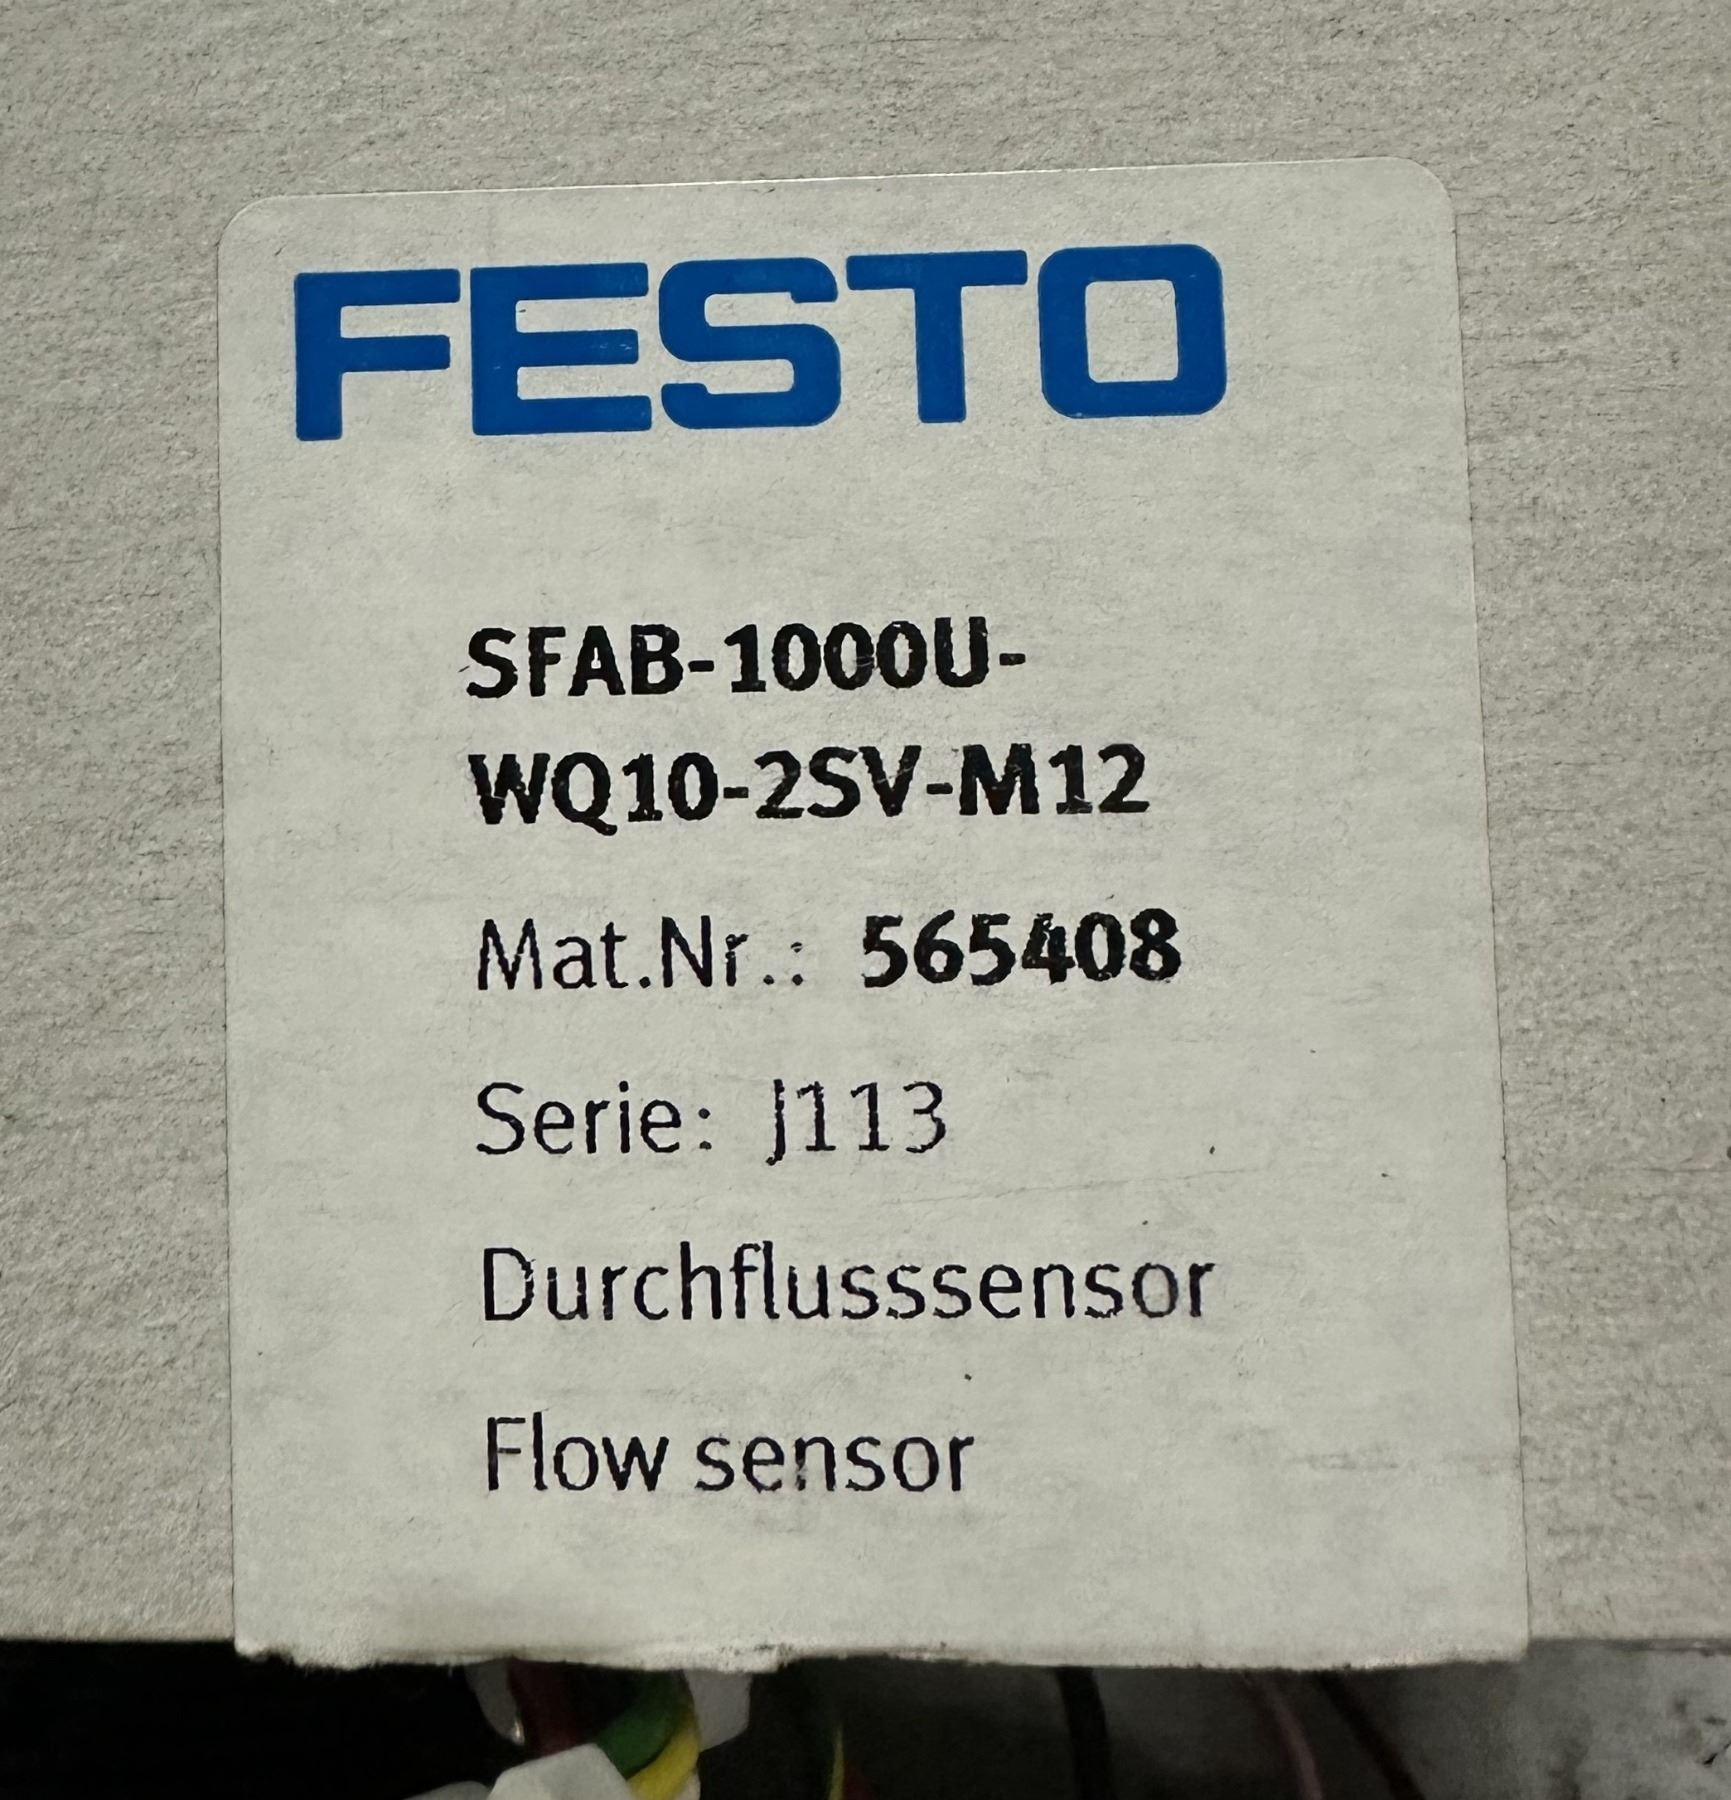 FESTO
SFAB-1000U-
WQ10-2SV-M12
Mat.Nr.: 565408
Serie: J113
Durchflusssensor
Flow sensor